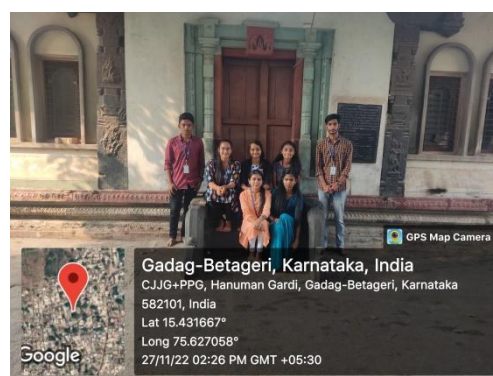 GPS Map Camera
Gadag-Betageri, Karnataka, India
CJJG+PPG, Hanuman Gardi, Gadag-Betageri, Karnataka
582101, India
Lat 15.431667°
Long 75.627058°
27/11/22 02:26 PM GMT +05:30
Google